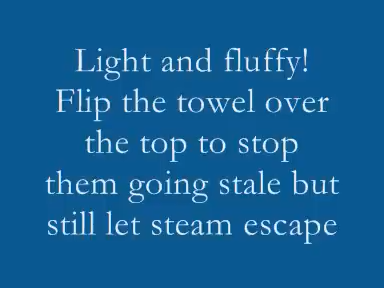 Light and fluffy!
Flip the towel over
the top to stop
them going stale but
still let steam escape